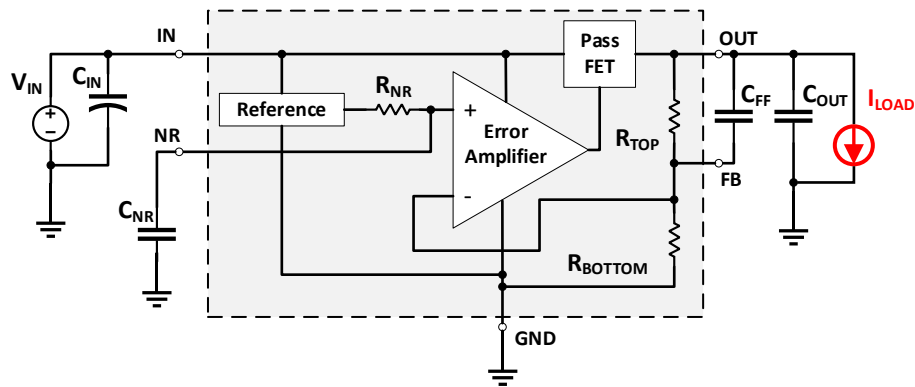 IN
Pass
FET
OUT
V_IN
C_IN
Reference
R_NR
+
Error
Amplifier
-
R_TOP
C_FF
C_OUT
I_LOAD
NR
FB
C_NR
R_BOTTOM
GND